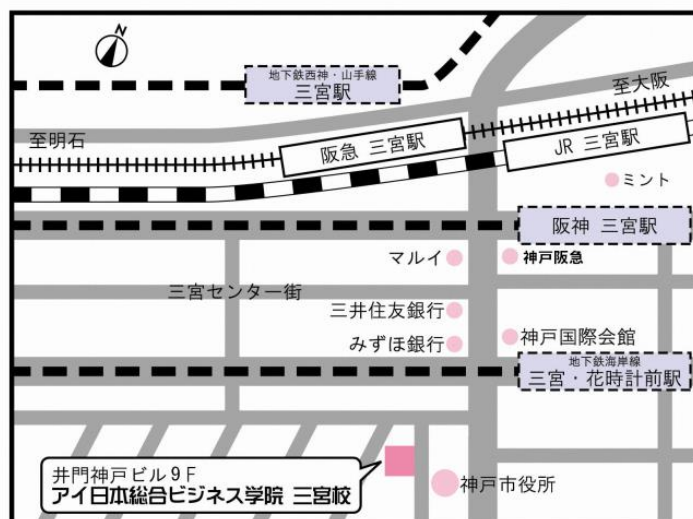 N
地下鉄西神・山手線
三宮駅
至大阪
至明石
阪急 三宮駅
JR 三宮駅
ミント
阪神 三宮駅
マルイ
神戸阪急
三宮センター街
三井住友銀行
みずほ銀行
神戸国際会館
地下鉄海岸線
三宮・花時計前駅
井門神戸ビル9F
アイ日本総合ビジネス学院 三宮校
神戸市役所